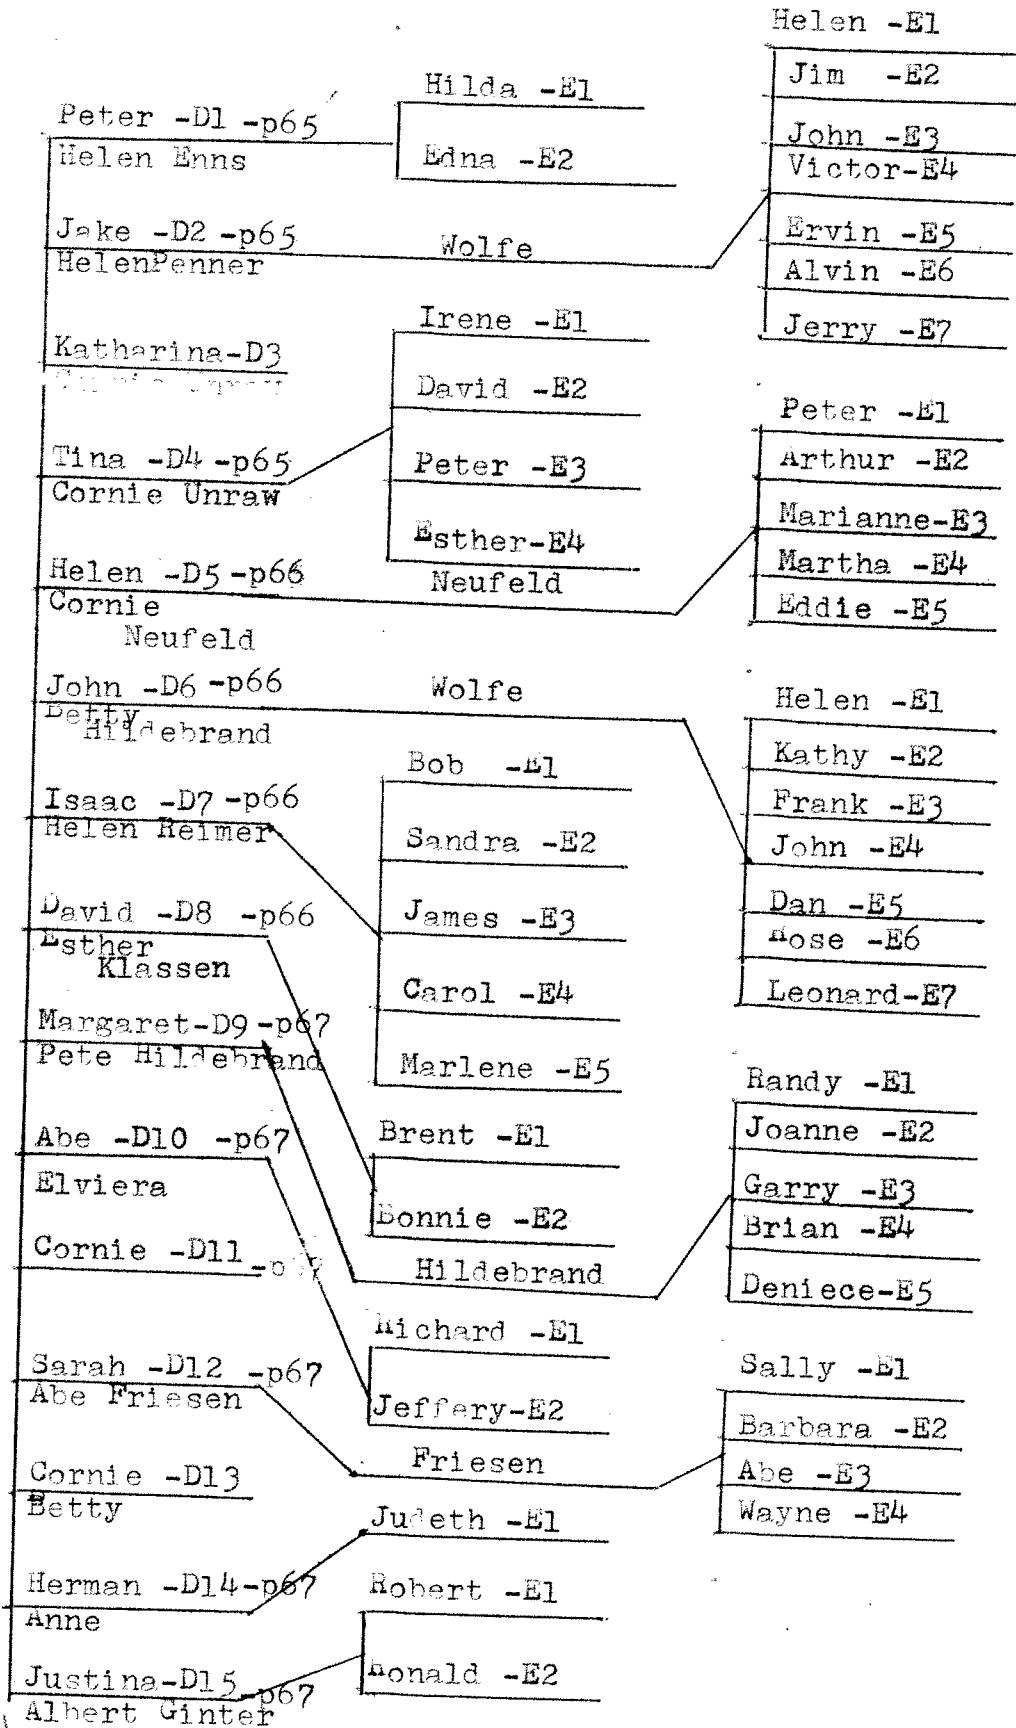 Peter -D1 -p65
Helen Enns
Jake -D2 -p65
HelenPenner
Katharina-D3
Tina -D4 -p65
Cornie Unraw
Helen -D5 -p66
Cornie
Neufeld
John -D6 -p66
Betty
Hildebrand
Isaac -D7 -p66
Helen Reimer
David -D8 -p66
Esther
Klassen
Margaret-D9 -p67
Pete Hildebrand
Abe -D10 -p67
Elviera
Cornie -D11 -p67
Sarah -D12 -p67
Abe Friesen
Cornie -D13
Betty
Herman -D14-p67
Anne
Justina-D15 -p67
Albert Ginter
Hilda -E1
Edna -E2
Wolfe
Irene -E1
David -E2
Peter -E3
Esther-E4
Neufeld
Wolfe
Bob -E1
Sandra -E2
James -E3
Carol -E4
Marlene -E5
Brent -E1
Bonnie -E2
Hildebrand
Richard -E1
Jeffery-E2
Friesen
Judeth -E1
Robert -E1
Ronald -E2
Helen -E1
Jim -E2
John -E3
Victor-E4
Ervin -E5
Alvin -E6
Jerry -E7
Peter -E1
Arthur -E2
Marianne-E3
Martha -E4
Eddie -E5
Helen -E1
Kathy -E2
Frank -E3
John -E4
Dan -E5
Rose -E6
Leonard-E7
Randy -E1
Joanne -E2
Garry -E3
Brian -E4
Deniece-E5
Sally -E1
Barbara -E2
Abe -E3
Wayne -E4